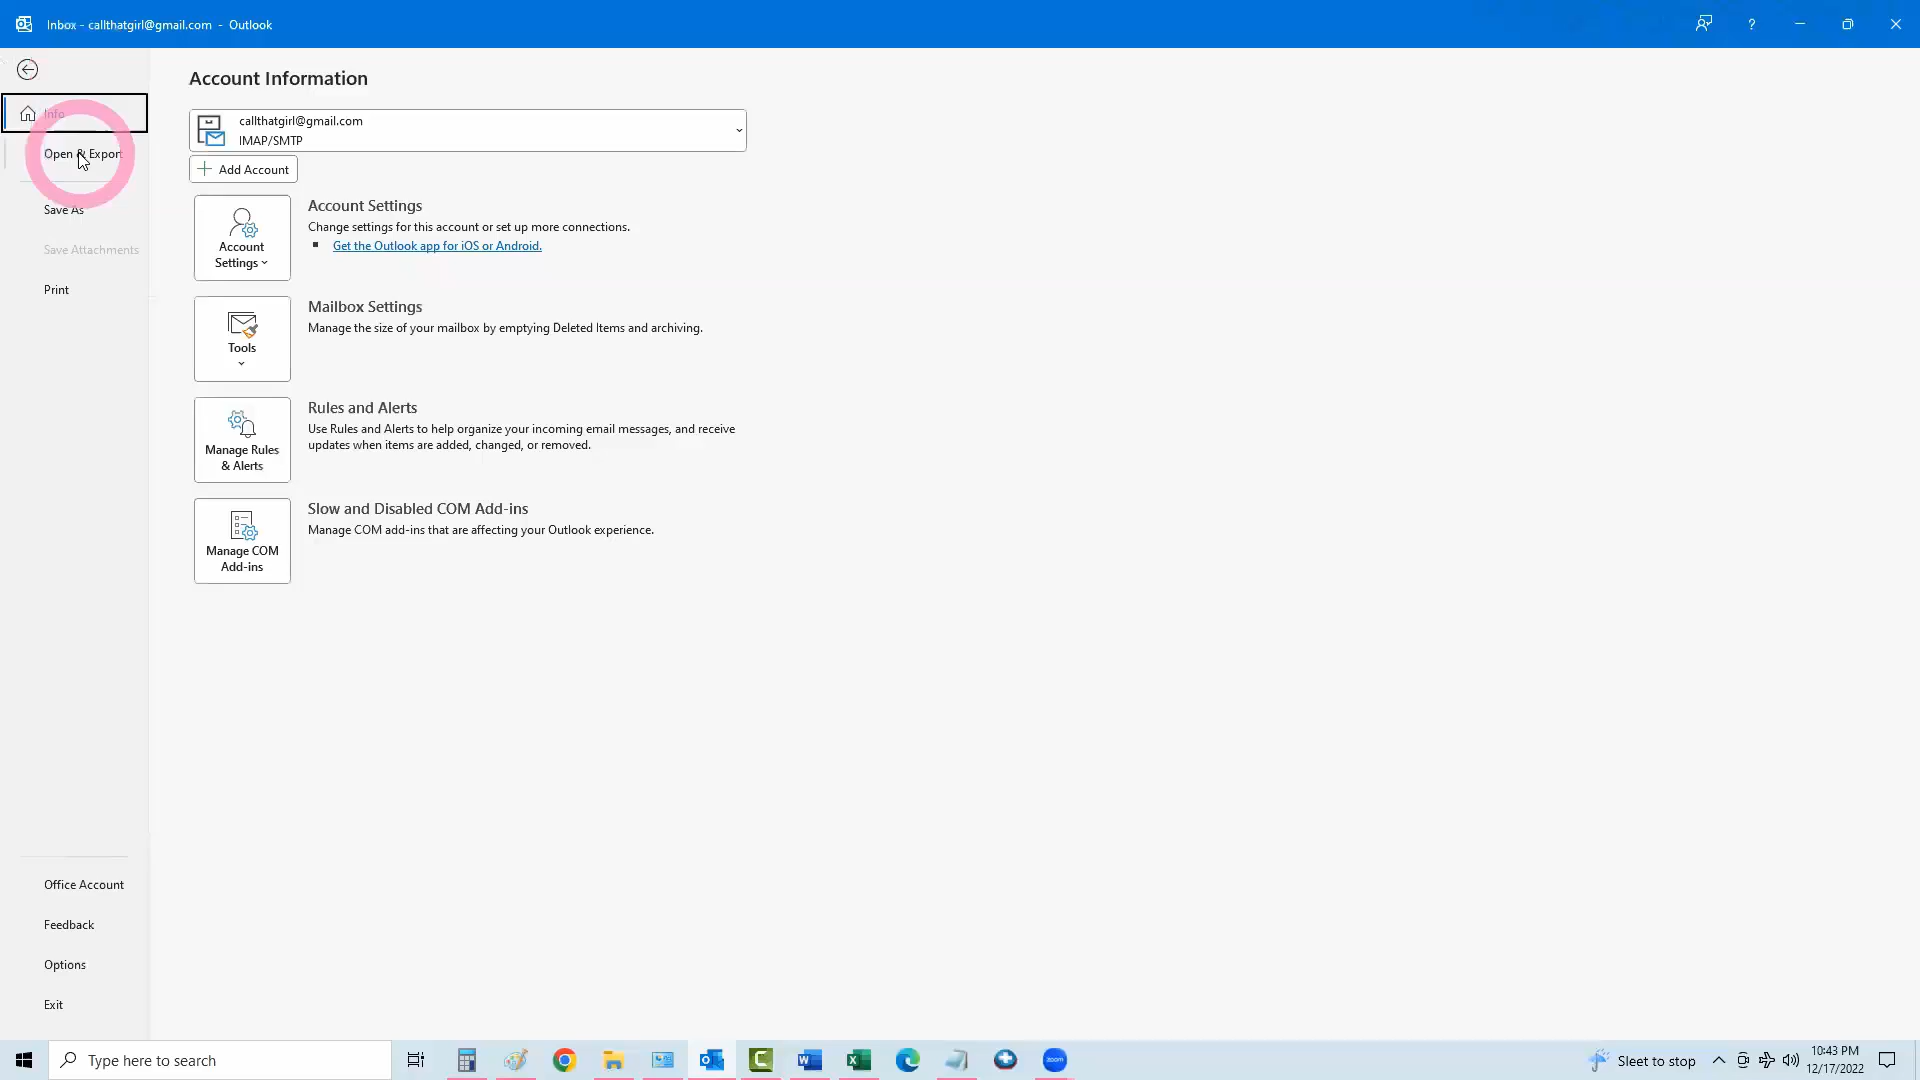 Inbox - callthatgirl@gmail.com - Outlook
?
Info
Open & Export
Save As
Save Attachments
Print
Office Account
Feedback
Options
Exit
Account Information
callthatgirl@gmail.com
IMAP/SMTP
Add Account
Account
Settings
Account Settings
Change settings for this account or set up more connections.
Get the Outlook app for iOS or Android.
Tools
Mailbox Settings
Manage the size of your mailbox by emptying Deleted Items and archiving.
Manage Rules
& Alerts
Rules and Alerts
Use Rules and Alerts to help organize your incoming email messages, and receive
updates when items are added, changed, or removed.
Manage COM
Add-ins
Slow and Disabled COM Add-ins
Manage COM add-ins that are affecting your Outlook experience.
Type here to search
zoom
Sleet to stop
10:43 PM
12/17/2022